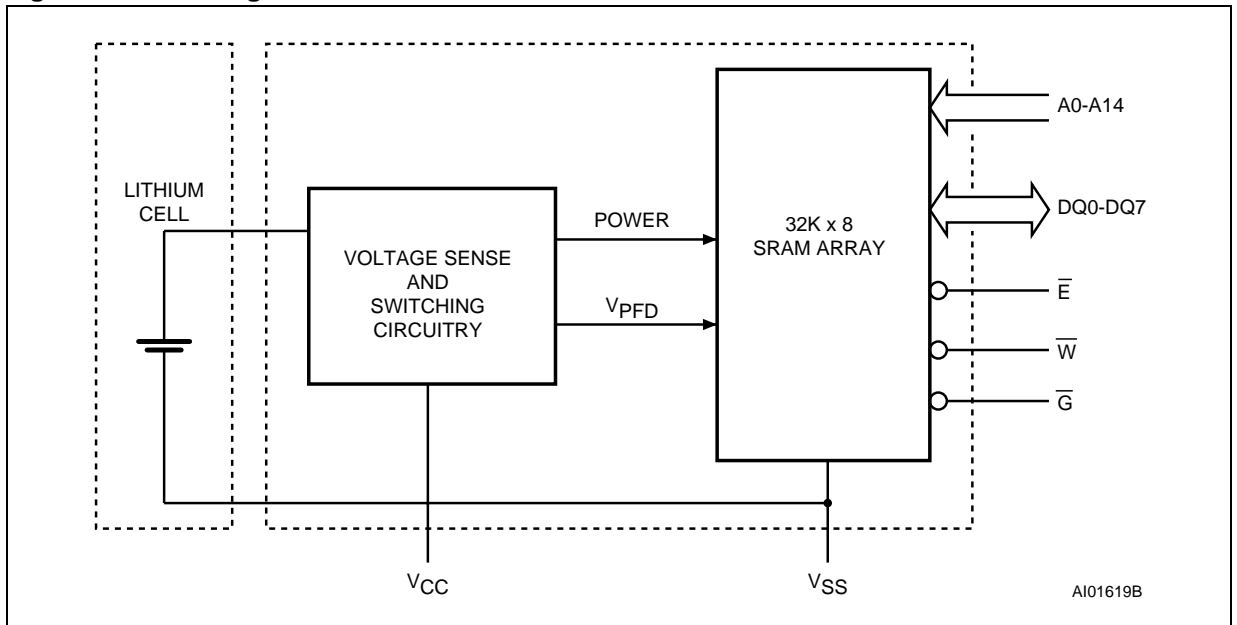 LITHIUM
CELL
VOLTAGE SENSE
AND
SWITCHING
CIRCUITRY
POWER
VPFD
32K x 8
SRAM ARRAY
A0-A14
DQ0-DQ7
E̅
W̅
G̅
VCC
VSS
AI01619B